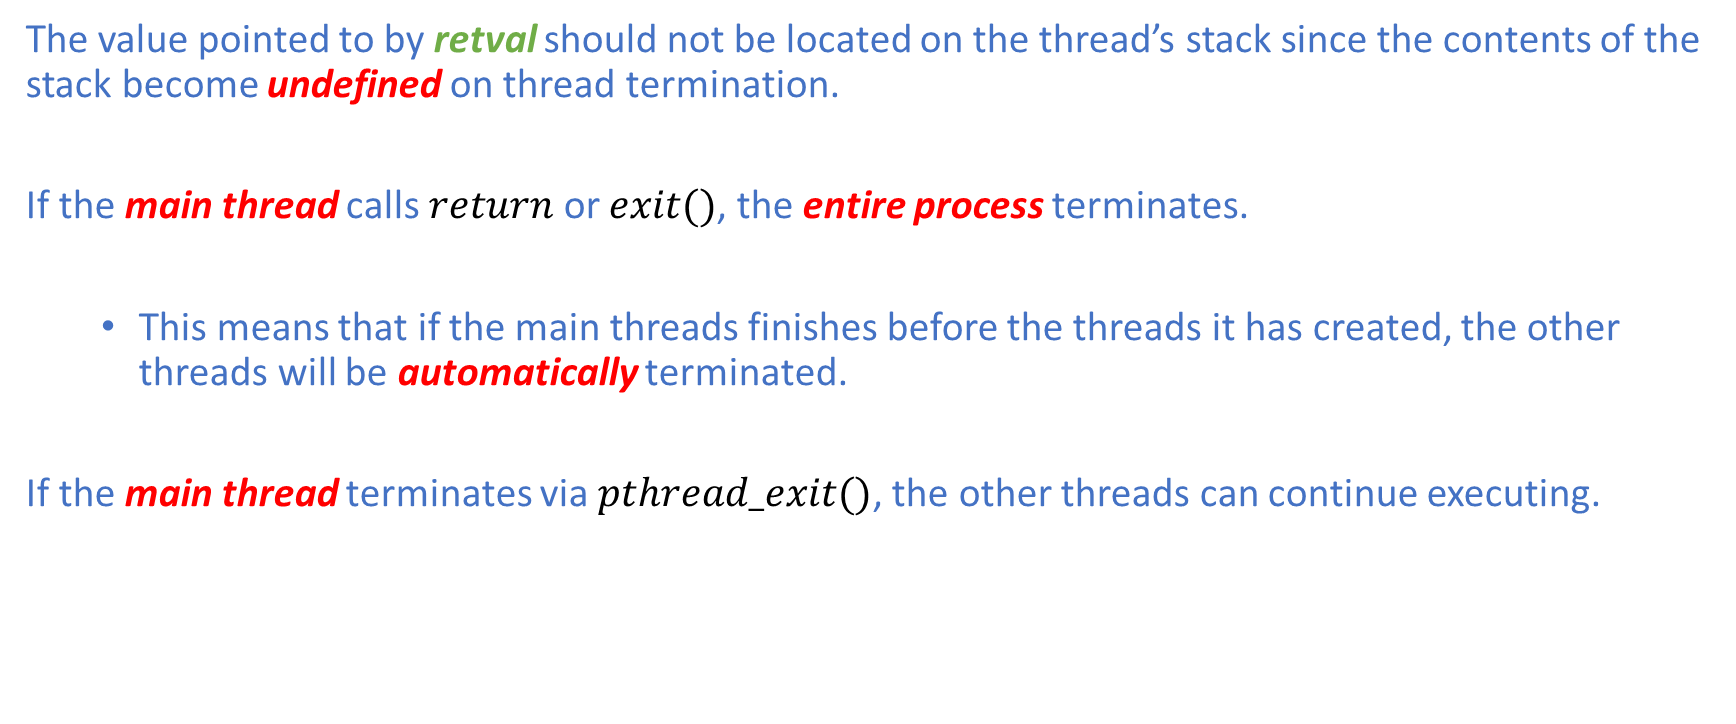 The value pointed to by retval should not be located on the thread’s stack since the contents of the
stack become undefined on thread termination.
If the main thread calls return or exit(), the entire process terminates.
• This means that if the main threads finishes before the threads it has created, the other
threads will be automatically terminated.
If the main thread terminates via pthread_exit(), the other threads can continue executing.